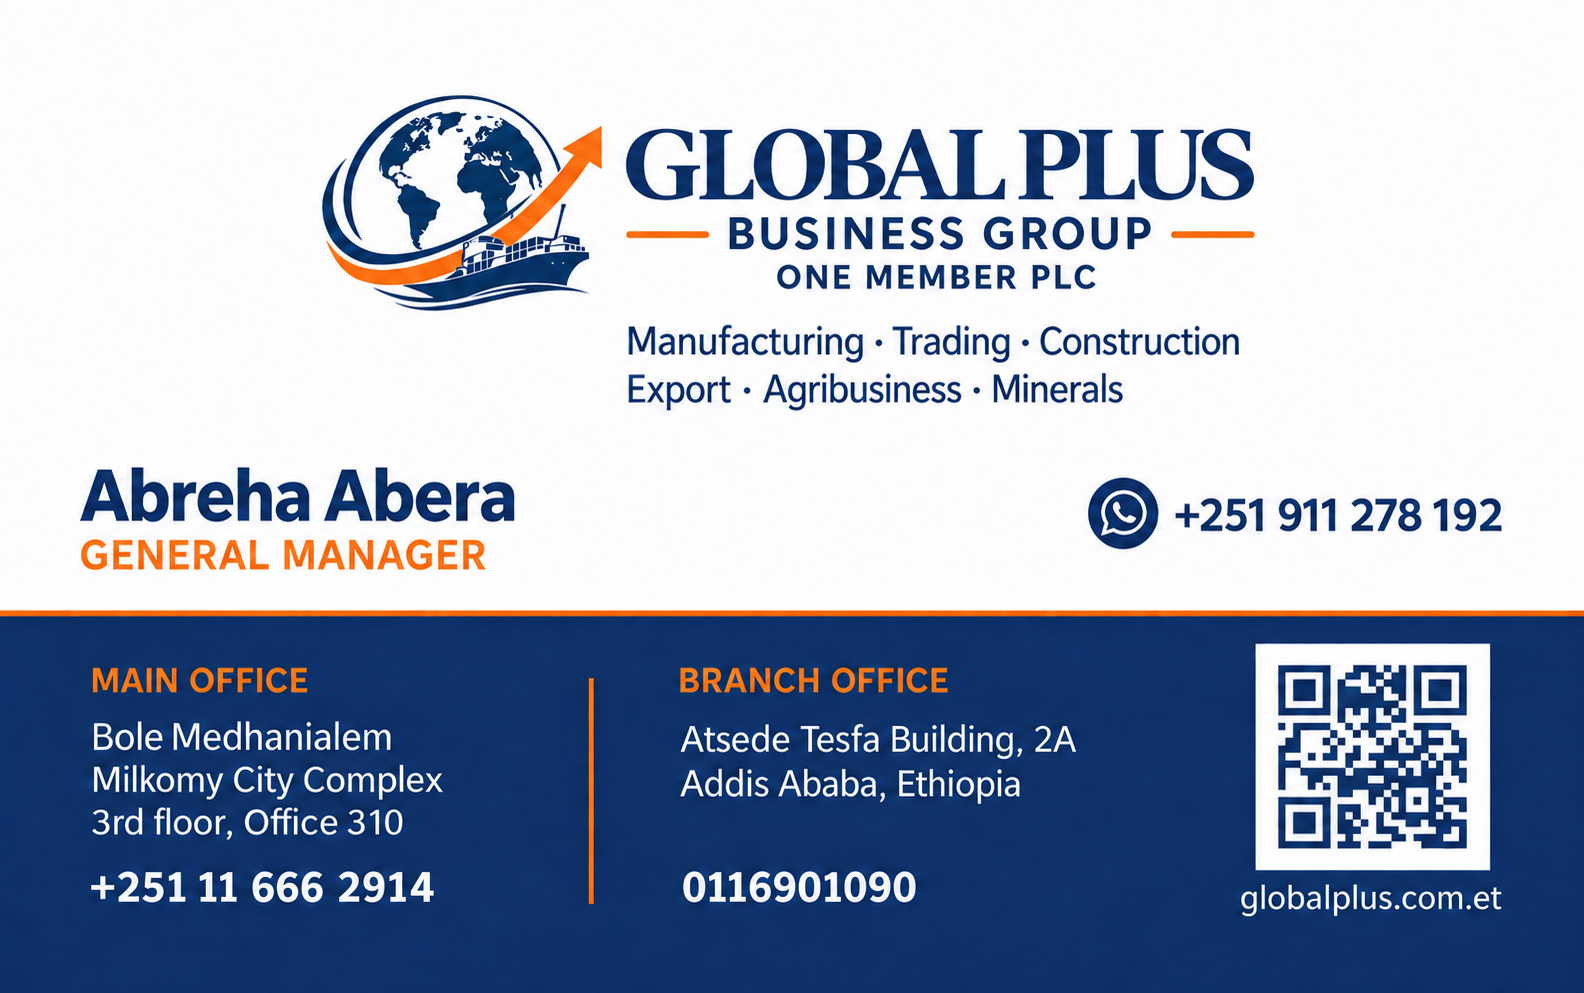 GLOBAL PLUS
BUSINESS GROUP
ONE MEMBER PLC
Manufacturing · Trading · Construction
Export · Agribusiness · Minerals
Abreha Abera
GENERAL MANAGER
+251 911 278 192
MAIN OFFICE
Bole Medhanialem
Milkomy City Complex
3rd floor, Office 310
+251 11 666 2914
BRANCH OFFICE
Atsede Tesfa Building, 2A
Addis Ababa, Ethiopia
0116901090
globalplus.com.et